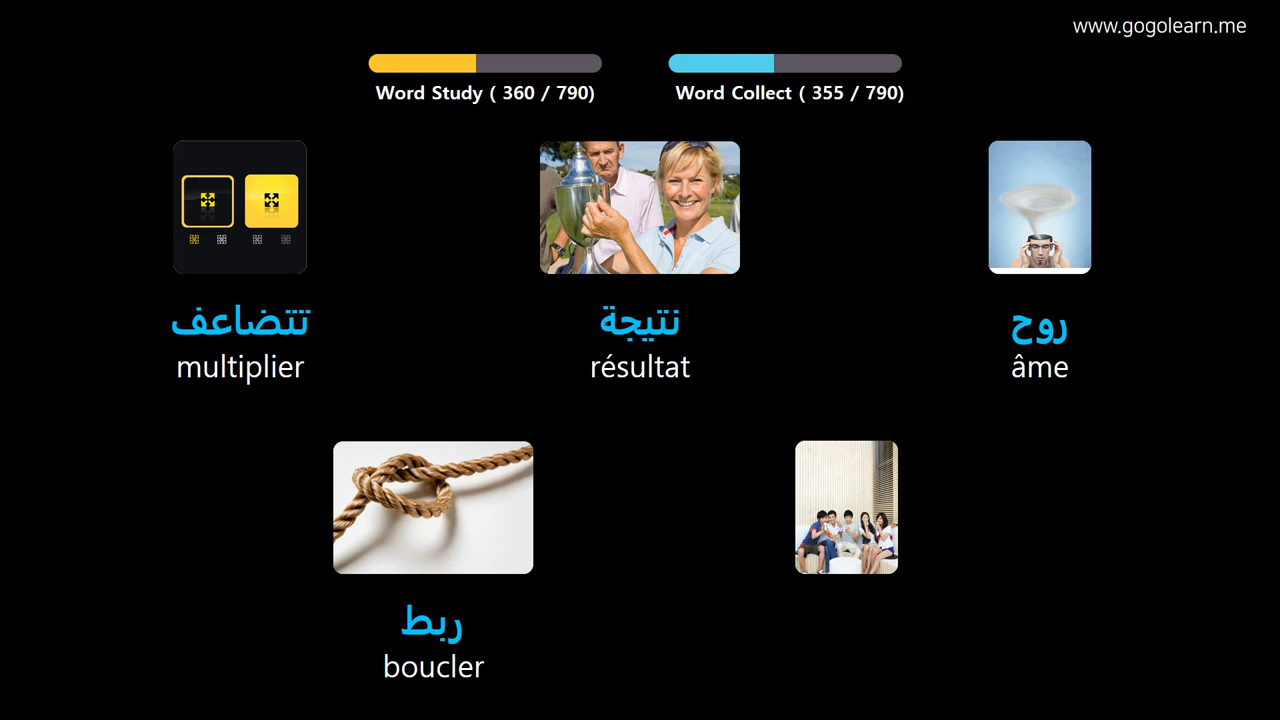 www.gogolearn.me
Word Study ( 360 / 790)
Word Collect ( 355 / 790)
تتضاعف
multiplier
نتيجة
résultat
روح
âme
ربط
boucler